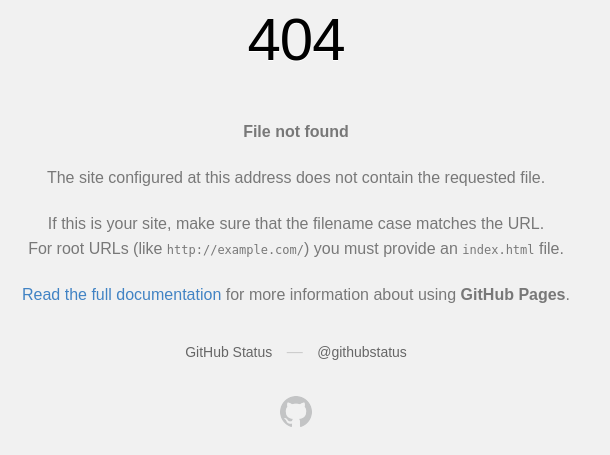 404
File not found
The site configured at this address does not contain the requested file.
If this is your site, make sure that the filename case matches the URL.
For root URLs (like http://example.com/) you must provide an index.html file.
Read the full documentation for more information about using GitHub Pages.
GitHub Status — @githubstatus